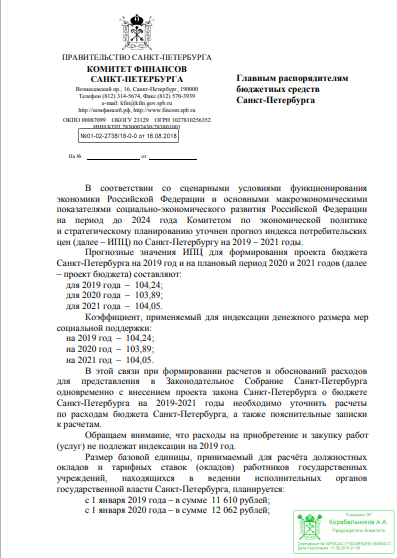 ПРАВИТЕЛЬСТВО САНКТ-ПЕТЕРБУРГА
КОМИТЕТ ФИНАНСОВ
САНКТ-ПЕТЕРБУРГА
Вознесенский пр., 16, Санкт-Петербург, 190000
Телефон (812) 314-5674, Факс (812) 570-3939
e-mail: kfin@kfin.gov.spb.ru
http://комфинспб.рф, http://www.fincom.spb.ru
ОКПО 00087099 ОКОГУ 23129 ОГРН 1027810256352
№01-02-2738/18-0-0 от 16.08.2018
На №
Главным распорядителям
бюджетных средств
Санкт-Петербурга
В соответствии со сценарными условиями функционирования
экономики Российской Федерации и основными макроэкономическими
показателями социально-экономического развития Российской Федерации
на период до 2024 года Комитетом по экономической политике
и стратегическому планированию уточнен прогноз индекса потребительских
цен (далее – ИПЦ) по Санкт-Петербургу на 2019 – 2021 годы.
Прогнозные значения ИПЦ для формирования проекта бюджета
Санкт-Петербурга на 2019 год и на плановый период 2020 и 2021 годов (далее
– проект бюджета) составляют:
для 2019 года – 104,24;
для 2020 года – 103,89;
для 2021 года – 104,05.
Коэффициент, применяемый для индексации денежного размера мер
социальной поддержки:
на 2019 год – 104,24;
на 2020 год – 103,89;
на 2021 год – 104,05.
В этой связи при формировании расчетов и обоснований расходов
для представления в Законодательное Собрание Санкт-Петербурга
одновременно с внесением проекта закона Санкт-Петербурга о бюджете
Санкт-Петербурга на 2019-2021 годы необходимо уточнить расчеты
по расходам бюджета Санкт-Петербурга, а также пояснительные записки
к расчетам.
Обращаем внимание, что расходы на приобретение и закупку работ
(услуг) не подлежат индексации на 2019 год.
Размер базовой единицы, принимаемый для расчёта должностных
окладов и тарифных ставок (окладов) работников государственных
учреждений, находящихся в ведении исполнительных органов
государственной власти Санкт-Петербурга, планируется:
с 1 января 2019 года – в сумме 11 610 рублей;
с 1 января 2020 года – в сумме 12 062 рублей;
Подписано ЭП
Корабельников А.А.
Председатель Комитета